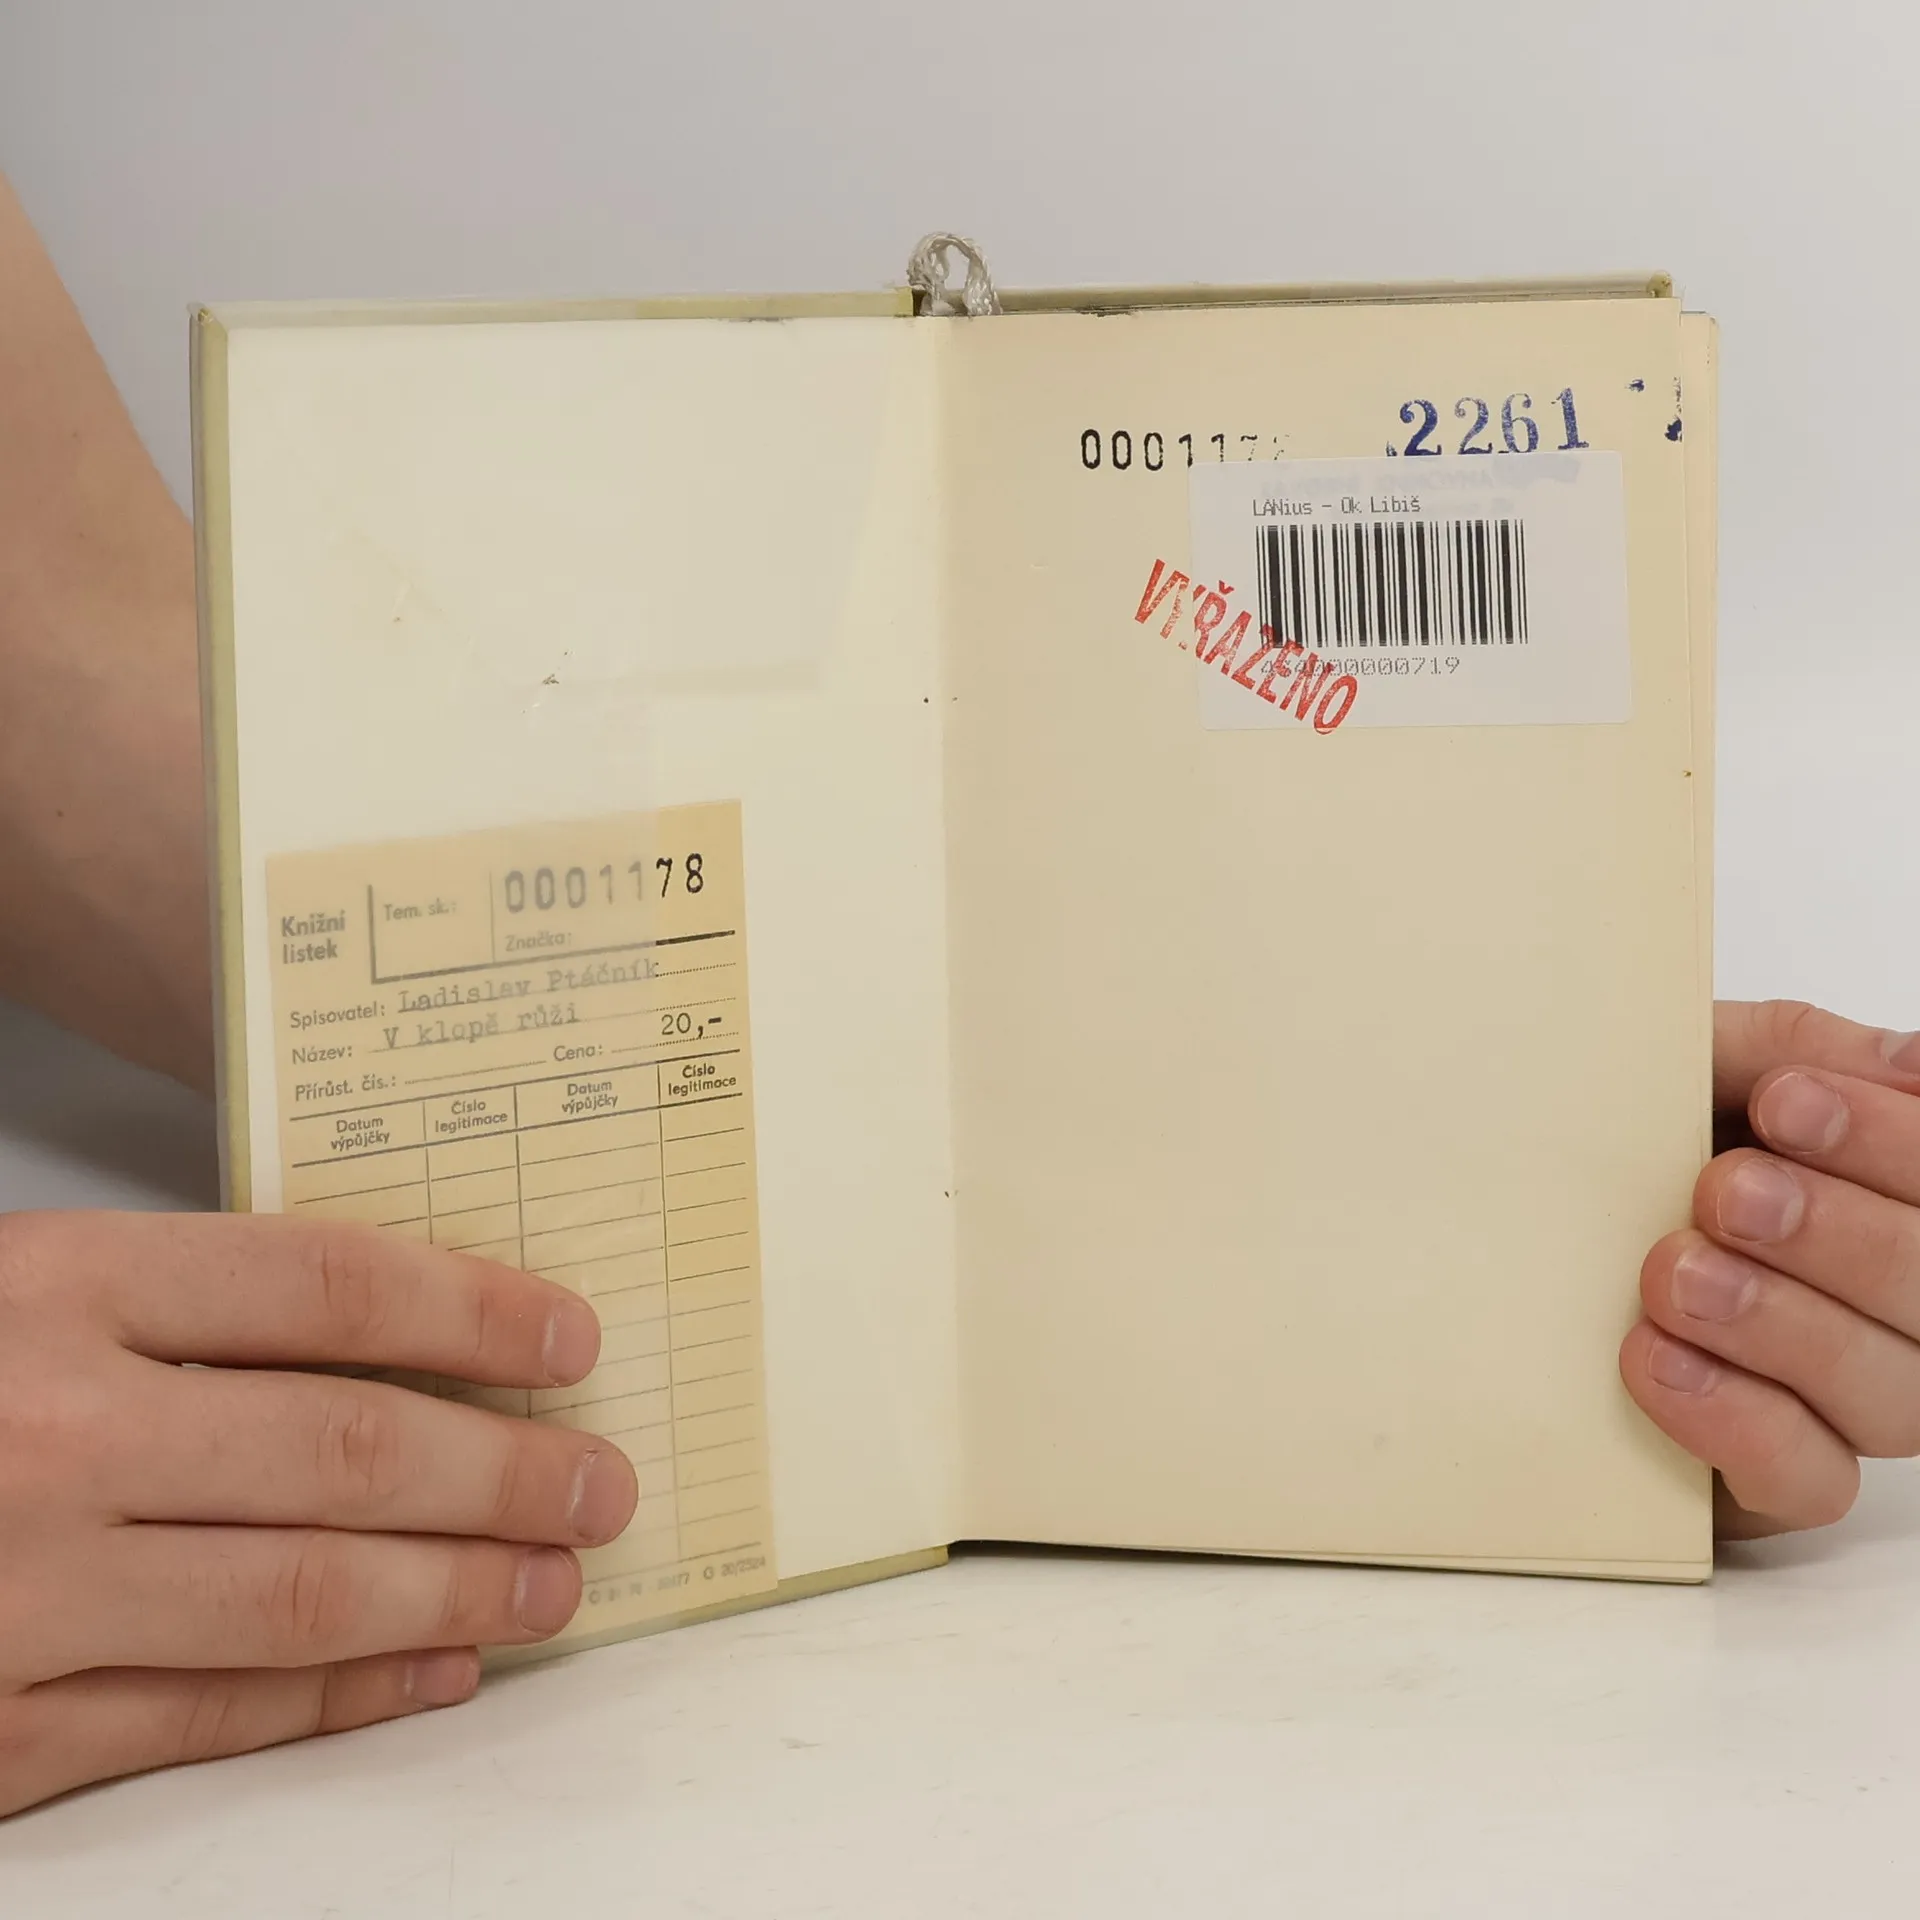 0001178
Knižní
listek
Tem. sk.:
Značka:
Spisovatel: Ladislav Ptáčník
Název: V klopě růži
Přírůst. čís.: Cena: 20,-
Datum
výpůjčky
Číslo
legitimace
Datum
výpůjčky
Číslo
legitimace
2261
LANius - Ok Libiš
VYŘAZENO